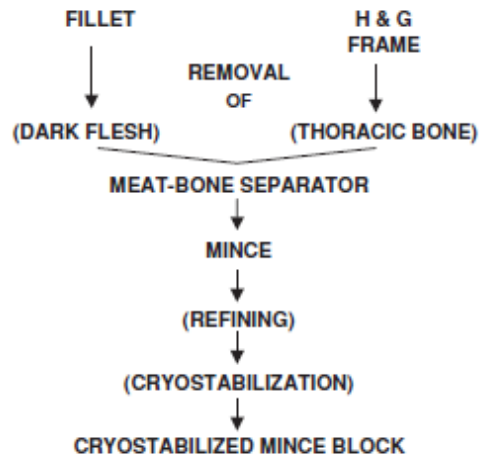 FILLET
H & G
FRAME
REMOVAL
OF
(DARK FLESH)
(THORACIC BONE)
MEAT-BONE SEPARATOR
MINCE
(REFINING)
(CRYOSTABILIZATION)
CRYOSTABILIZED MINCE BLOCK